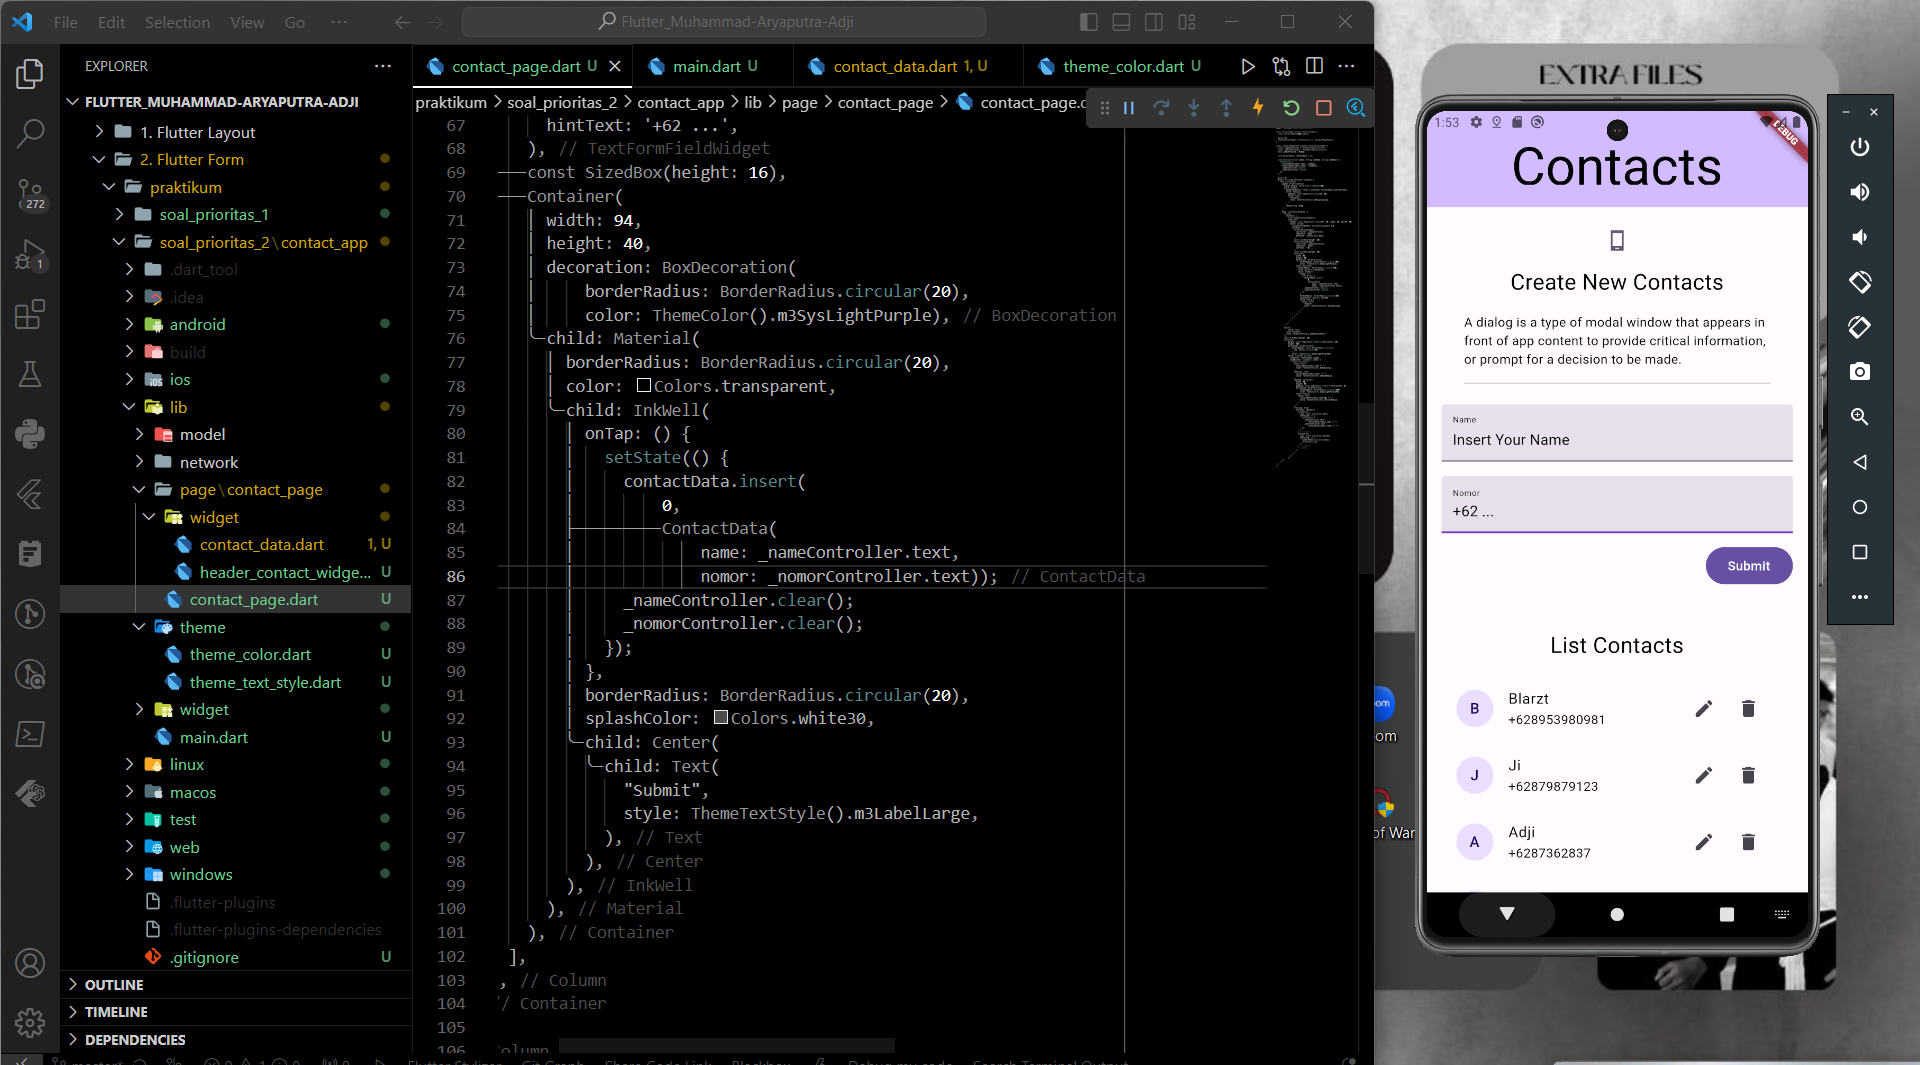 File Edit Selection View Go ··· Flutter_Muhammad-Aryaputra-Adji
EXPLORER ···
FLUTTER_MUHAMMAD-ARYAPUTRA-ADJI
1. Flutter Layout
2. Flutter Form
praktikum
soal_prioritas_1
soal_prioritas_2\contact_app
.dart_tool
.idea
android
build
ios
lib
model
network
page\contact_page
widget
contact_data.dart 1, U
header_contact_widge... U
contact_page.dart U
theme
theme_color.dart U
theme_text_style.dart U
widget
main.dart U
linux
macos
test
web
windows
.flutter-plugins
.flutter-plugins-dependencies
.gitignore U
OUTLINE
TIMELINE
DEPENDENCIES
272
1
contact_page.dart U main.dart U contact_data.dart 1, U theme_color.dart U
praktikum > soal_prioritas_2 > contact_app > lib > page > contact_page > contact_page.c
67 hintText: '+62 ...',
68 ), // TextFormFieldWidget
69 const SizedBox(height: 16),
70 Container(
71 width: 94,
72 height: 40,
73 decoration: BoxDecoration(
74 borderRadius: BorderRadius.circular(20),
75 color: ThemeColor().m3SysLightPurple), // BoxDecoration
76 child: Material(
77 borderRadius: BorderRadius.circular(20),
78 color: Colors.transparent,
79 child: InkWell(
80 onTap: () {
81 setState(() {
82 contactData.insert(
83 0,
84 ContactData(
85 name: _nameController.text,
86 nomor: _nomorController.text)); // ContactData
87 _nameController.clear();
88 _nomorController.clear();
89 });
90 },
91 borderRadius: BorderRadius.circular(20),
92 splashColor: Colors.white30,
93 child: Center(
94 child: Text(
95 "Submit",
96 style: ThemeTextStyle().m3LabelLarge,
97 ), // Text
98 ), // Center
99 ), // InkWell
100 ), // Material
101 ), // Container
102 ],
103 , // Column
104 / Container
105
106 olumn
EXTRA FILES
1:53
DEBUG
Contacts
Create New Contacts
A dialog is a type of modal window that appears in
front of app content to provide critical information,
or prompt for a decision to be made.
Name
Insert Your Name
Nomor
+62 ...
Submit
List Contacts
B Blarzt
+628953980981
J Ji
+62879879123
A Adji
+6287362837
om
of War